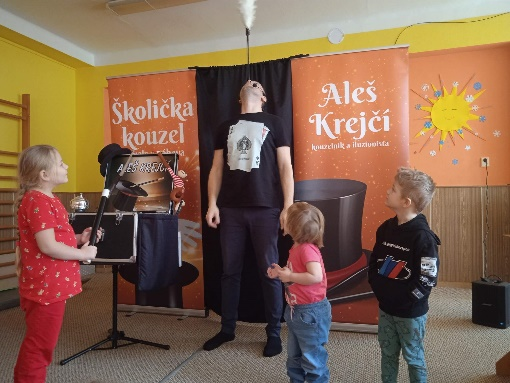 Školička
kouzel
Aleš
Krejčí
kouzelník a iluzionista
ALEŠ KREJČÍ